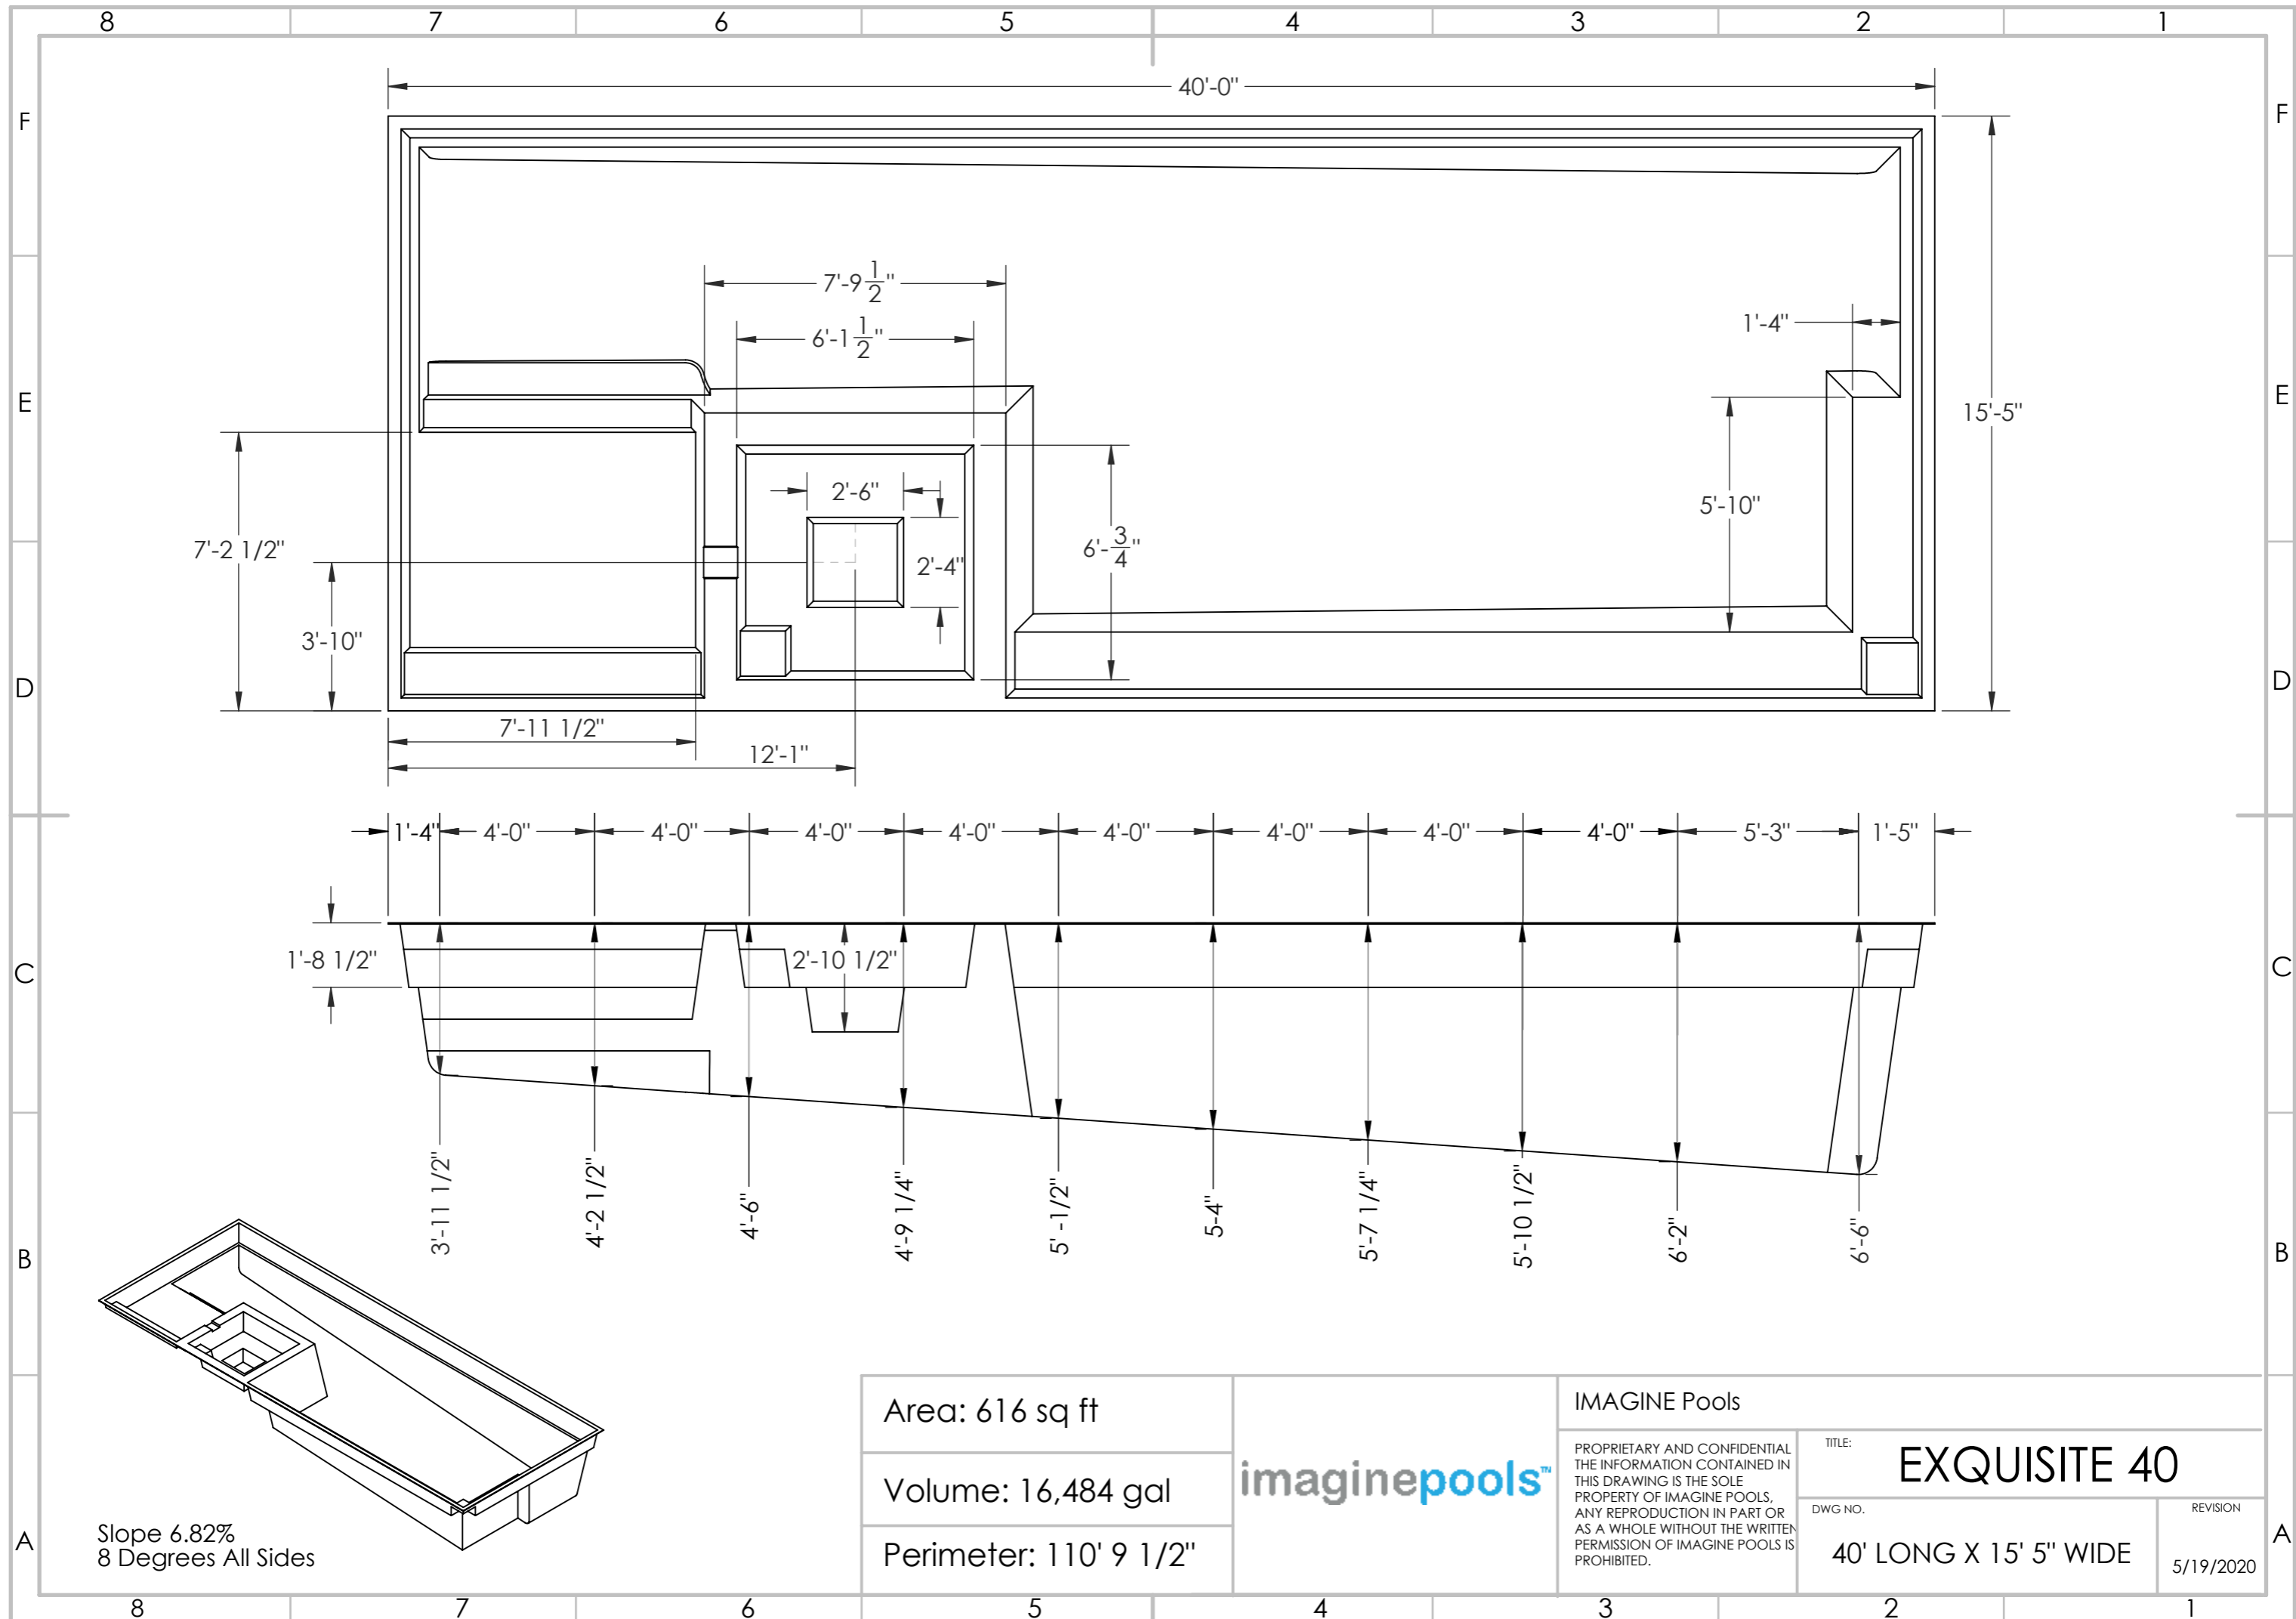 8 7 6 5 4 3 2 1
F F
40'-0"
7'-9 1/2"
6'-1 1/2"
1'-4"
E E
15'-5"
2'-6"
5'-10"
7'-2 1/2"
6'-3/4"
2'-4"
3'-10"
D D
7'-11 1/2"
12'-1"
1'-4" 4'-0" 4'-0" 4'-0" 4'-0" 4'-0" 4'-0" 4'-0" 4'-0" 5'-3" 1'-5"
1'-8 1/2" 2'-10 1/2"
C C
3'-11 1/2" 4'-2 1/2" 4'-6" 4'-9 1/4" 5' -1/2" 5-4" 5'-7 1/4" 5'-10 1/2" 6'-2" 6'-6"
B B
Area: 616 sq ft
Volume: 16,484 gal
Perimeter: 110' 9 1/2"
imaginepools™
IMAGINE Pools
PROPRIETARY AND CONFIDENTIAL
THE INFORMATION CONTAINED IN
THIS DRAWING IS THE SOLE
PROPERTY OF IMAGINE POOLS,
ANY REPRODUCTION IN PART OR
AS A WHOLE WITHOUT THE WRITTEN
PERMISSION OF IMAGINE POOLS IS
PROHIBITED.
TITLE:
EXQUISITE 40
DWG NO.
40' LONG X 15' 5" WIDE
REVISION
5/19/2020
Slope 6.82%
8 Degrees All Sides
A A
8 7 6 5 4 3 2 1